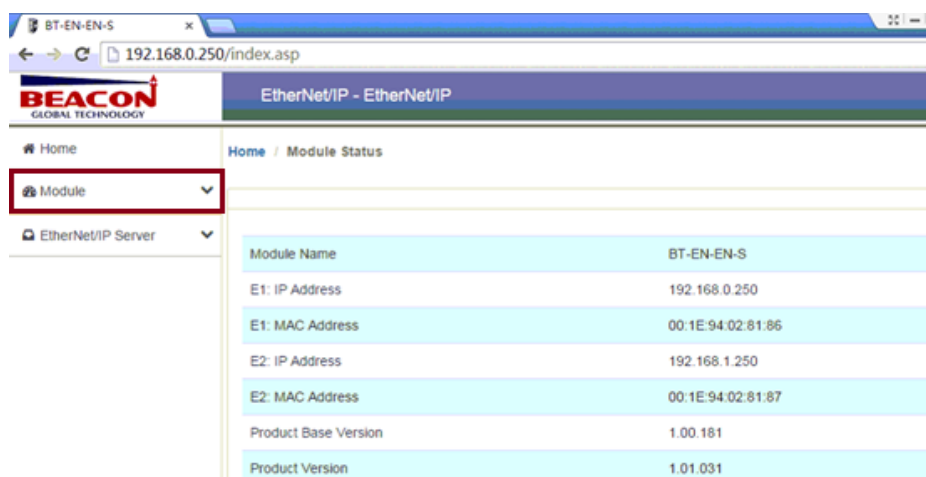 BT-EN-EN-S
192.168.0.250/index.asp
BEACON
GLOBAL TECHNOLOGY
EtherNet/IP - EtherNet/IP
Home
Home / Module Status
Module
EtherNet/IP Server
Module Name BT-EN-EN-S
E1: IP Address 192.168.0.250
E1: MAC Address 00:1E:94:02:81:86
E2: IP Address 192.168.1.250
E2: MAC Address 00:1E:94:02:81:87
Product Base Version 1.00.181
Product Version 1.01.031